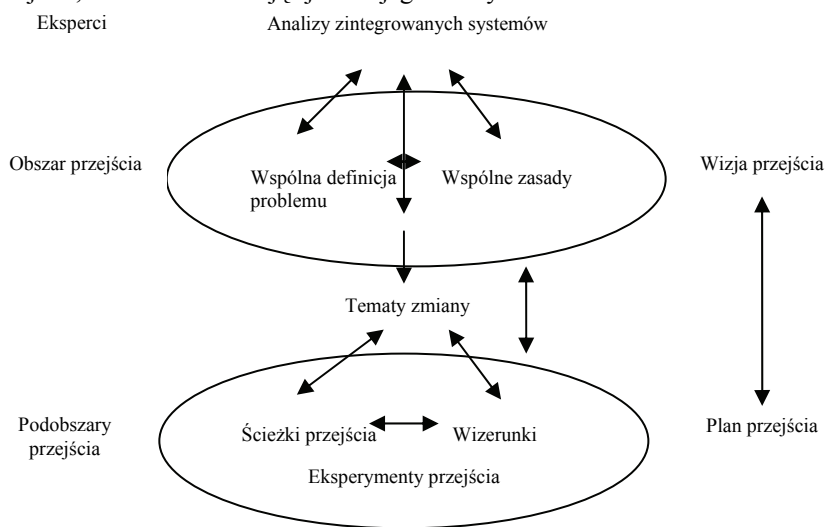 Eksperci
Analizy zintegrowanych systemów
Obszar przejścia
Wspólna definicja
problemu
Wspólne zasady
Wizja przejścia
Tematy zmiany
Podobszary
przejścia
Ścieżki przejścia
Wizerunki
Plan przejścia
Eksperymenty przejścia